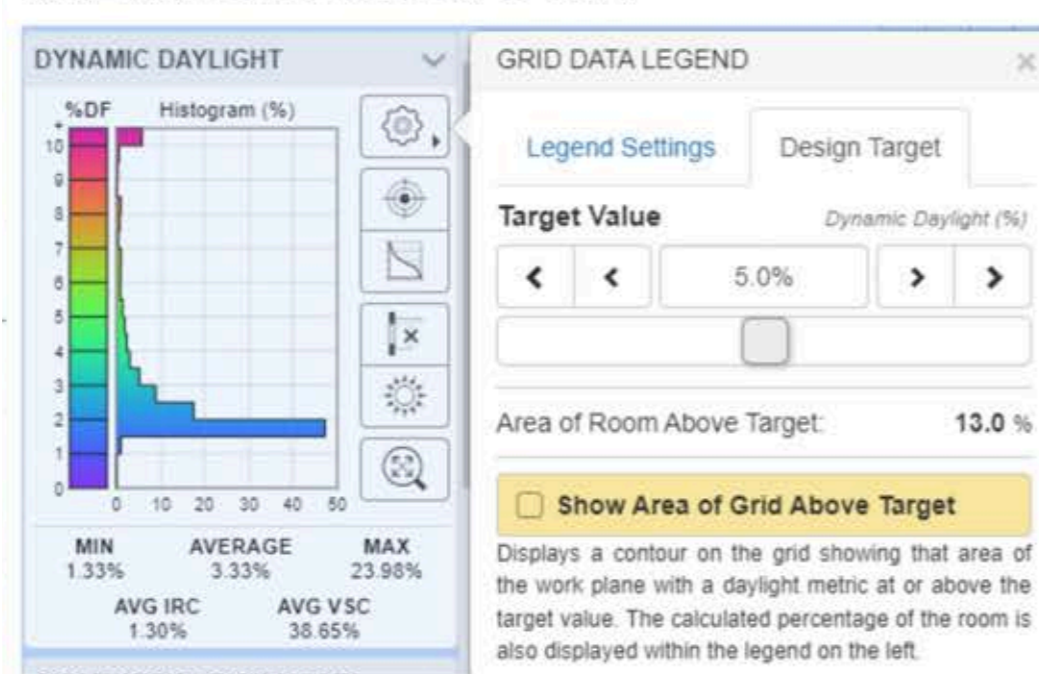 DYNAMIC DAYLIGHT
%DF Histogram (%)
+
10
9
8
7
6
5
4
3
2
1
0
0 10 20 30 40 50
MIN AVERAGE MAX
1.33% 3.33% 23.98%
AVG IRC AVG VSC
1.30% 38.65%
GRID DATA LEGEND
Legend Settings Design Target
Target Value Dynamic Daylight (%)
5.0%
Area of Room Above Target: 13.0 %
Show Area of Grid Above Target
Displays a contour on the grid showing that area of
the work plane with a daylight metric at or above the
target value. The calculated percentage of the room is
also displayed within the legend on the left.